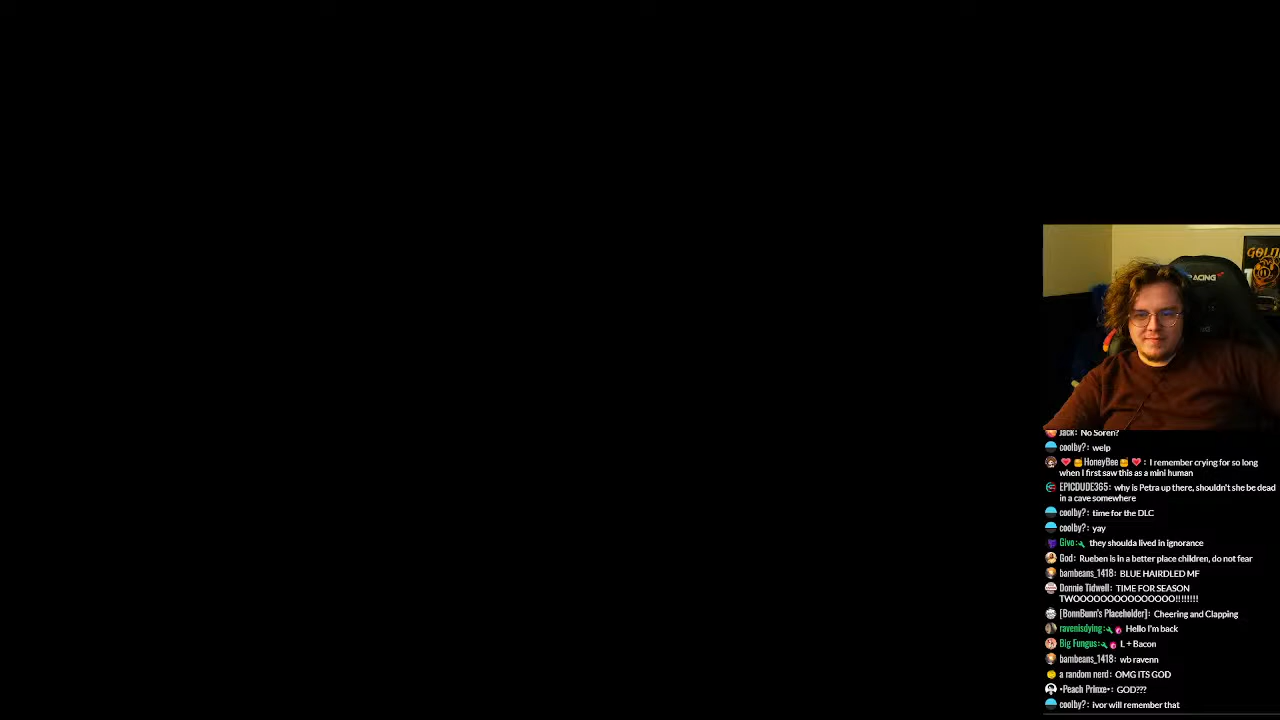 GOLD
RACING
Jack: No Soren?
coolby?: welp
HoneyBee: I remember crying for so long
when I first saw this as a mini human
EPICDUDE365: why is Petra up there, shouldn't she be dead
in a cave somewhere
coolby?: time for the DLC
coolby?: yay
Givo: they shoulda lived in ignorance
God: Rueben is in a better place children, do not fear
bambeans_1418: BLUE HAIRDLED MF
Donnie Tidwell: TIME FOR SEASON
TWOOOOOOOOOOOOOOO!!!!!!!!
[BonnBunn's Placeholder]: Cheering and Clapping
ravenisdying: Hello I'm back
Big Fungus: L + Bacon
bambeans_1418: wb ravenn
a random nerd: OMG ITS GOD
•Peach Prinxe•: GOD???
coolby?: ivor will remember that